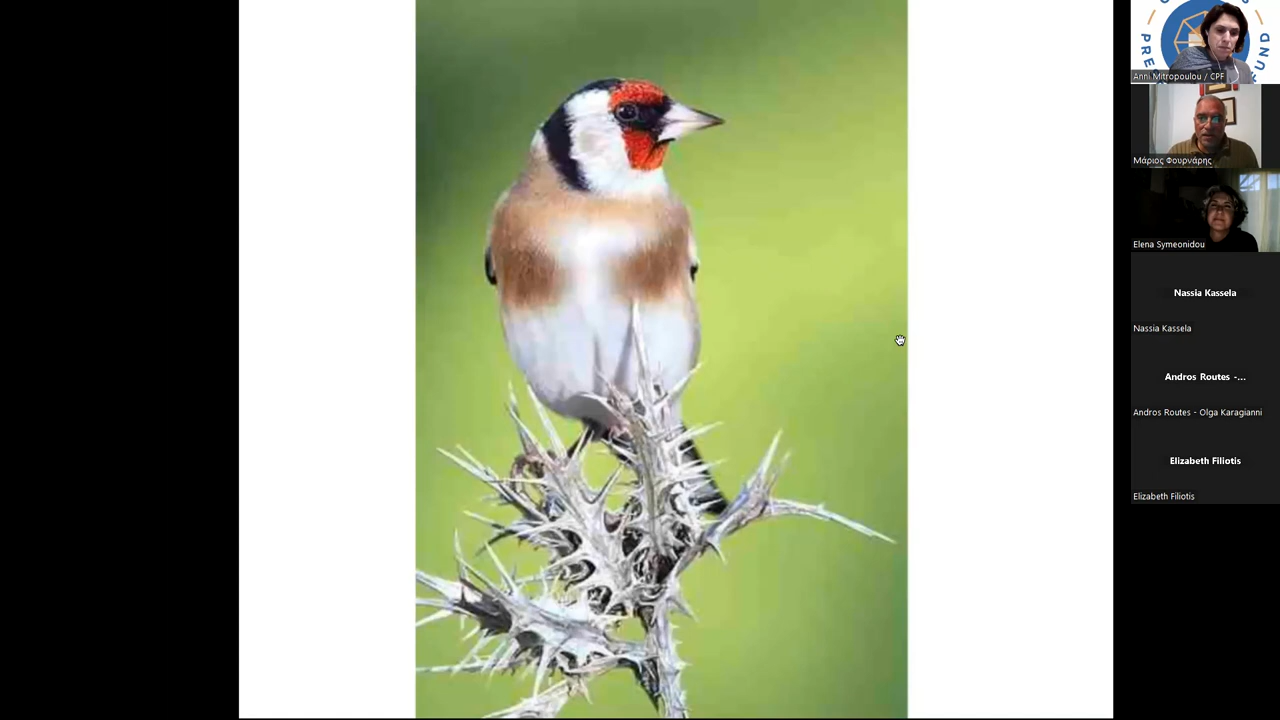 Anni Mitropoulou / CPF
Μάριος Φουρνάρης
Elena Symeonidou
Nassia Kassela
Nassia Kassela
Andros Routes -...
Andros Routes - Olga Karagianni
Elizabeth Filiotis
Elizabeth Filiotis